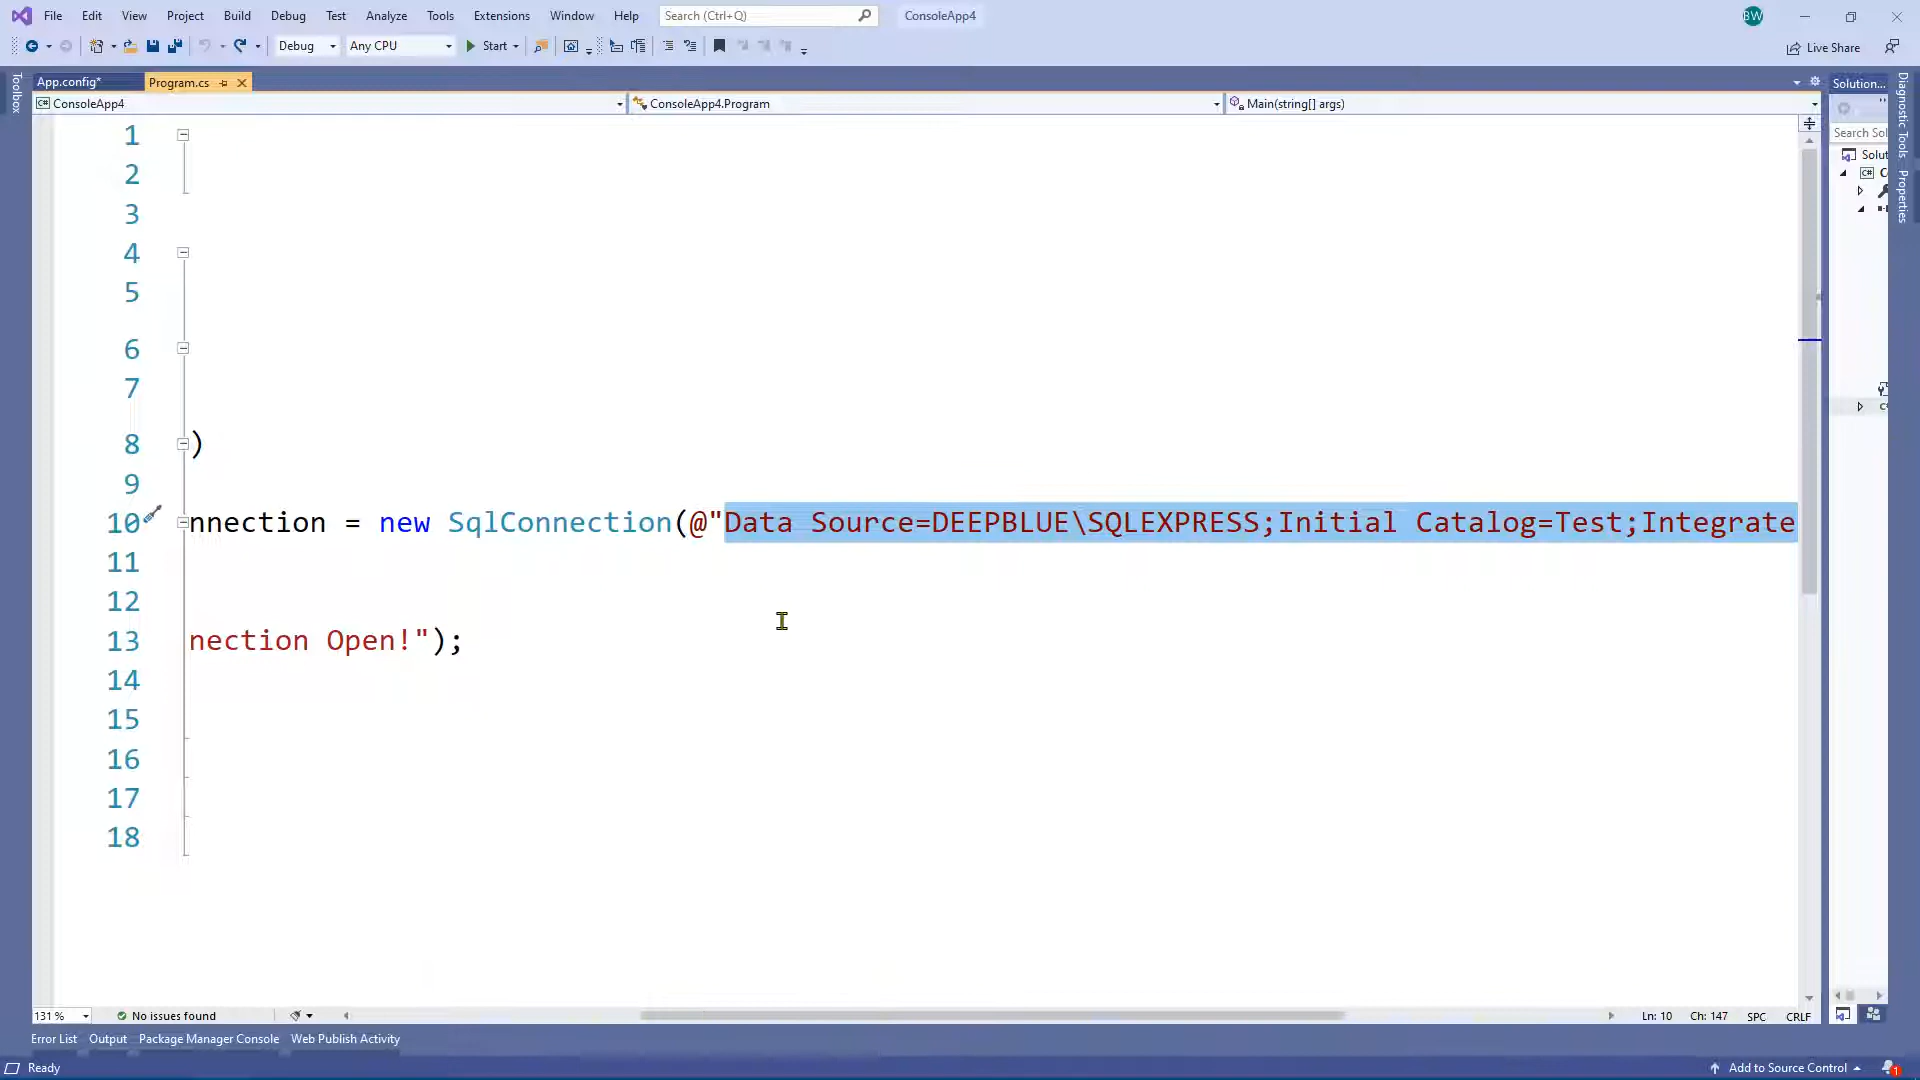 File Edit View Project Build Debug Test Analyze Tools Extensions Window Help Search (Ctrl+Q) ConsoleApp4 BW
Debug Any CPU Start Live Share
Toolbox
App.config* Program.cs
ConsoleApp4 ConsoleApp4.Program Main(string[] args)
1
2
3
4
5
6
7
8 )
9
10 nnection = new SqlConnection(@"Data Source=DEEPBLUE\SQLEXPRESS;Initial Catalog=Test;Integrate
11
12
13 nection Open!");
14
15
16
17
18
Solution...
Search Sol
Solut
C# C
Diagnostic Tools
Properties
131 % No issues found Ln: 10 Ch: 147 SPC CRLF
Error List Output Package Manager Console Web Publish Activity
Ready Add to Source Control 1